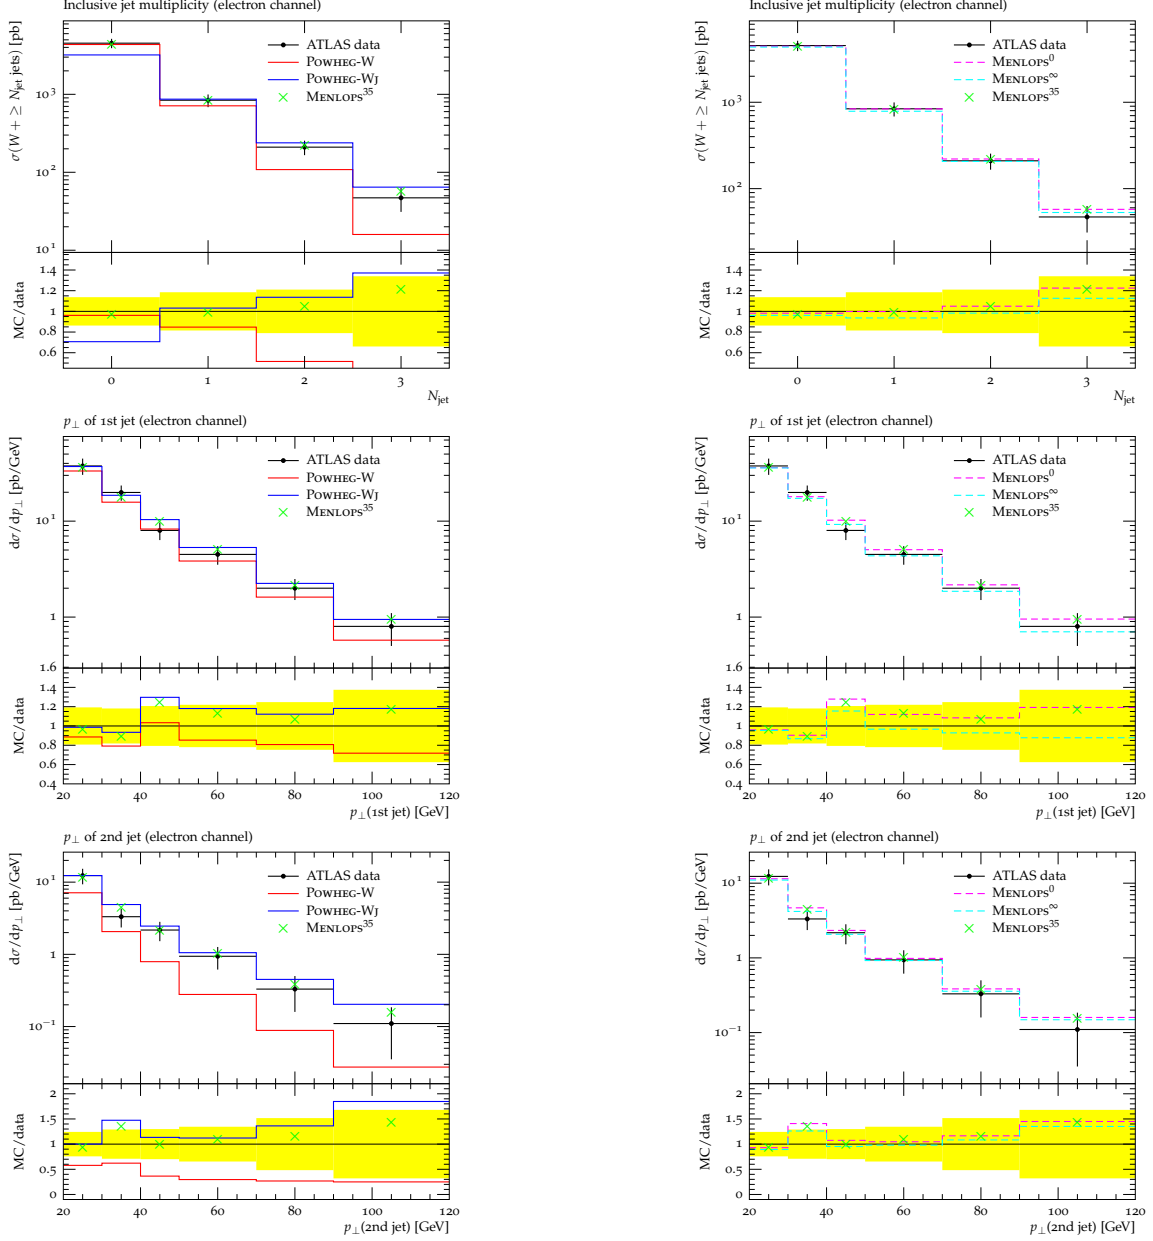 Inclusive jet multiplicity (electron channel)
σ(W + ≥ N_jet jets) [pb]
ATLAS data
POWHEG-W
POWHEG-WJ
MENLOPS³⁵
10³
10²
10¹
MC/data
1.4
1.2
1
0.8
0.6
0 1 2 3
N_jet
Inclusive jet multiplicity (electron channel)
σ(W + ≥ N_jet jets) [pb]
ATLAS data
MENLOPS⁰
MENLOPS^∞
MENLOPS³⁵
10³
10²
MC/data
1.4
1.2
1
0.8
0.6
0 1 2 3
N_jet
p⊥ of 1st jet (electron channel)
dσ/dp⊥ [pb/GeV]
ATLAS data
POWHEG-W
POWHEG-WJ
MENLOPS³⁵
10¹
1
MC/data
1.6
1.4
1.2
1
0.8
0.6
0.4
20 40 60 80 100 120
p⊥(1st jet) [GeV]
p⊥ of 1st jet (electron channel)
dσ/dp⊥ [pb/GeV]
ATLAS data
MENLOPS⁰
MENLOPS^∞
MENLOPS³⁵
10¹
1
MC/data
1.6
1.4
1.2
1
0.8
0.6
0.4
20 40 60 80 100 120
p⊥(1st jet) [GeV]
p⊥ of 2nd jet (electron channel)
dσ/dp⊥ [pb/GeV]
ATLAS data
POWHEG-W
POWHEG-WJ
MENLOPS³⁵
10¹
1
10⁻¹
MC/data
2
1.5
1
0.5
0
20 40 60 80 100 120
p⊥(2nd jet) [GeV]
p⊥ of 2nd jet (electron channel)
dσ/dp⊥ [pb/GeV]
ATLAS data
MENLOPS⁰
MENLOPS^∞
MENLOPS³⁵
10¹
1
10⁻¹
MC/data
2
1.5
1
0.5
0
20 40 60 80 100 120
p⊥(2nd jet) [GeV]